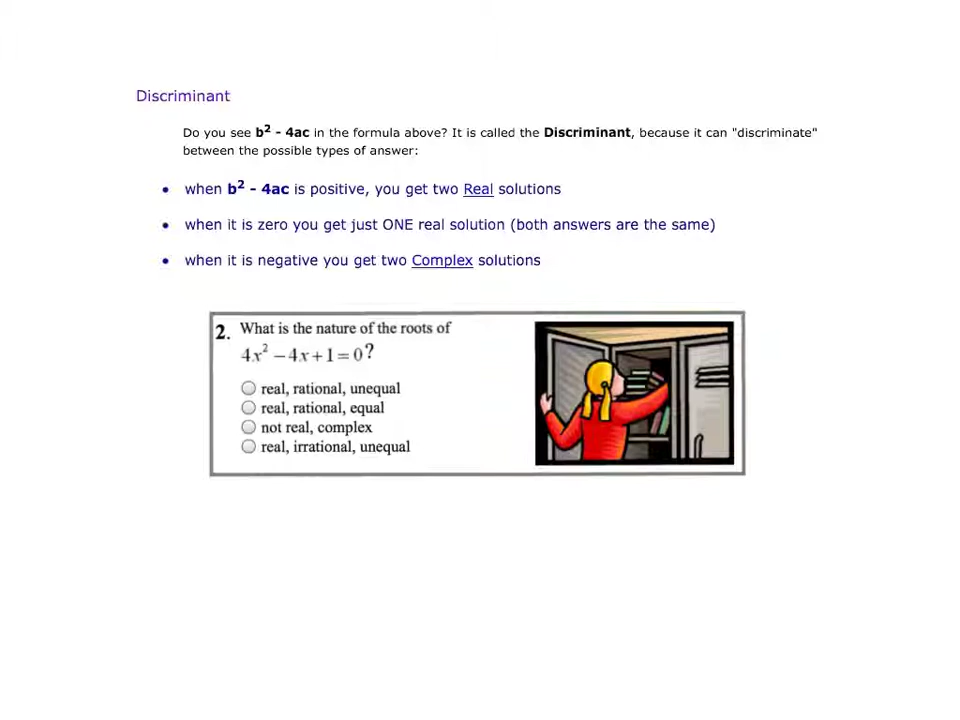 Discriminant
Do you see b² - 4ac in the formula above? It is called the Discriminant, because it can "discriminate"
between the possible types of answer:
• when b² - 4ac is positive, you get two Real solutions
• when it is zero you get just ONE real solution (both answers are the same)
• when it is negative you get two Complex solutions
2. What is the nature of the roots of
4x² – 4x + 1 = 0?
real, rational, unequal
real, rational, equal
not real, complex
real, irrational, unequal